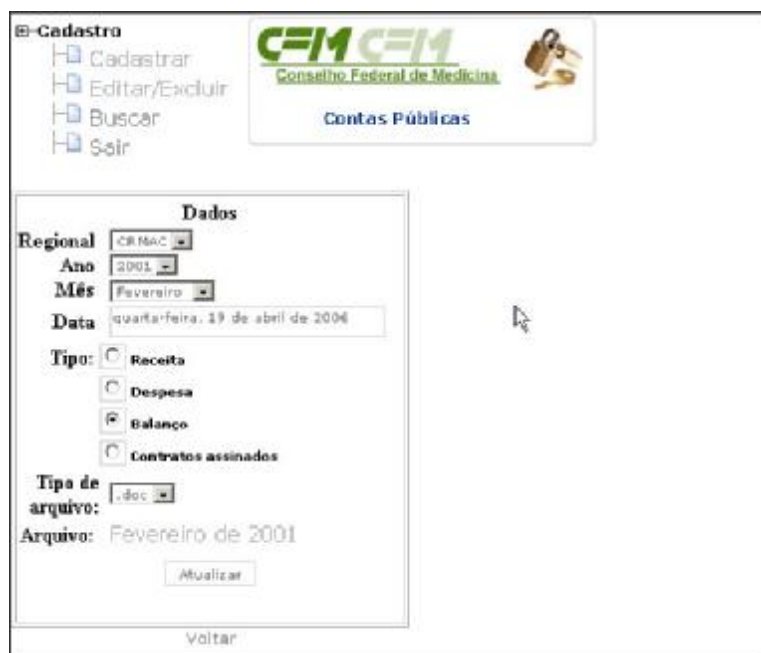 Cadastro
Cadastrar
Editar/Excluir
Buscar
Sair
CFM CFM
Conselho Federal de Medicina
Contas Públicas
Dados
Regional CRMAC
Ano 2001
Mês Fevereiro
Data quarta-feira, 19 de abril de 2006
Tipo: Receita
Despesa
Balanço
Contratos assinados
Tipo de
arquivo: .doc
Arquivo: Fevereiro de 2001
Atualizar
Voltar